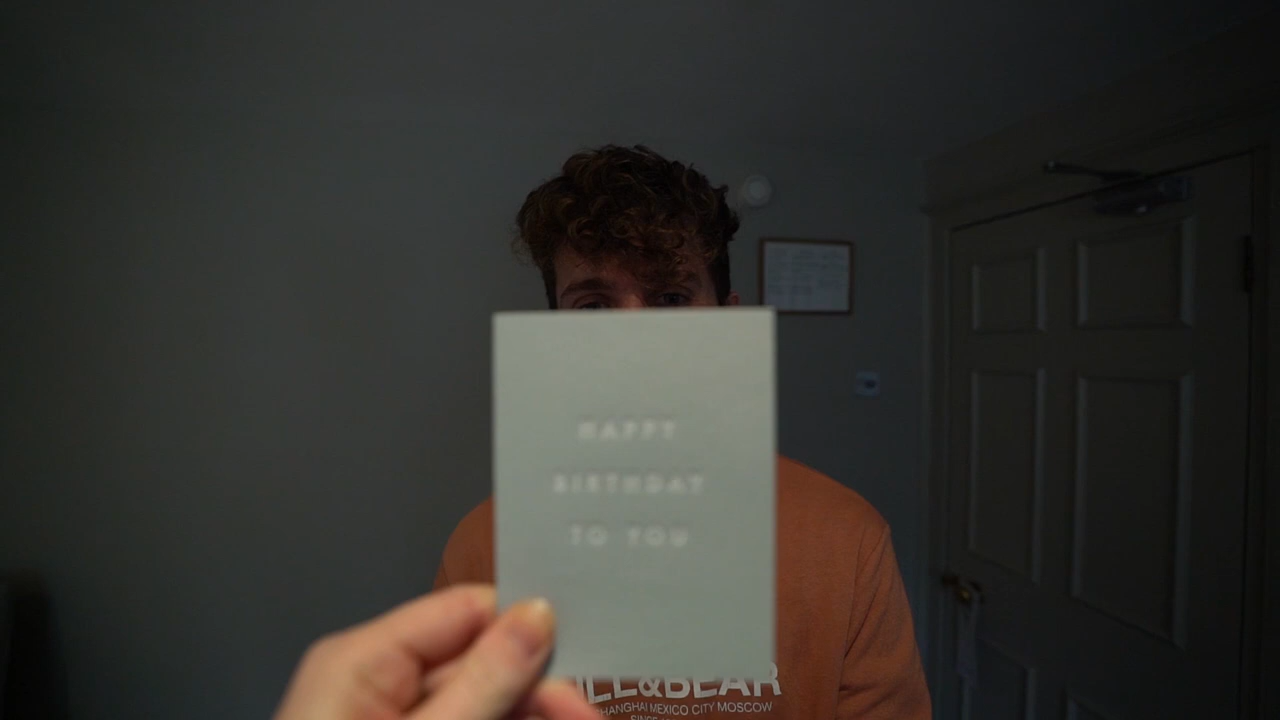 HAPPY
BIRTHDAY
TO YOU
LL&BEAR
SHANGHAI MEXICO CITY MOSCOW